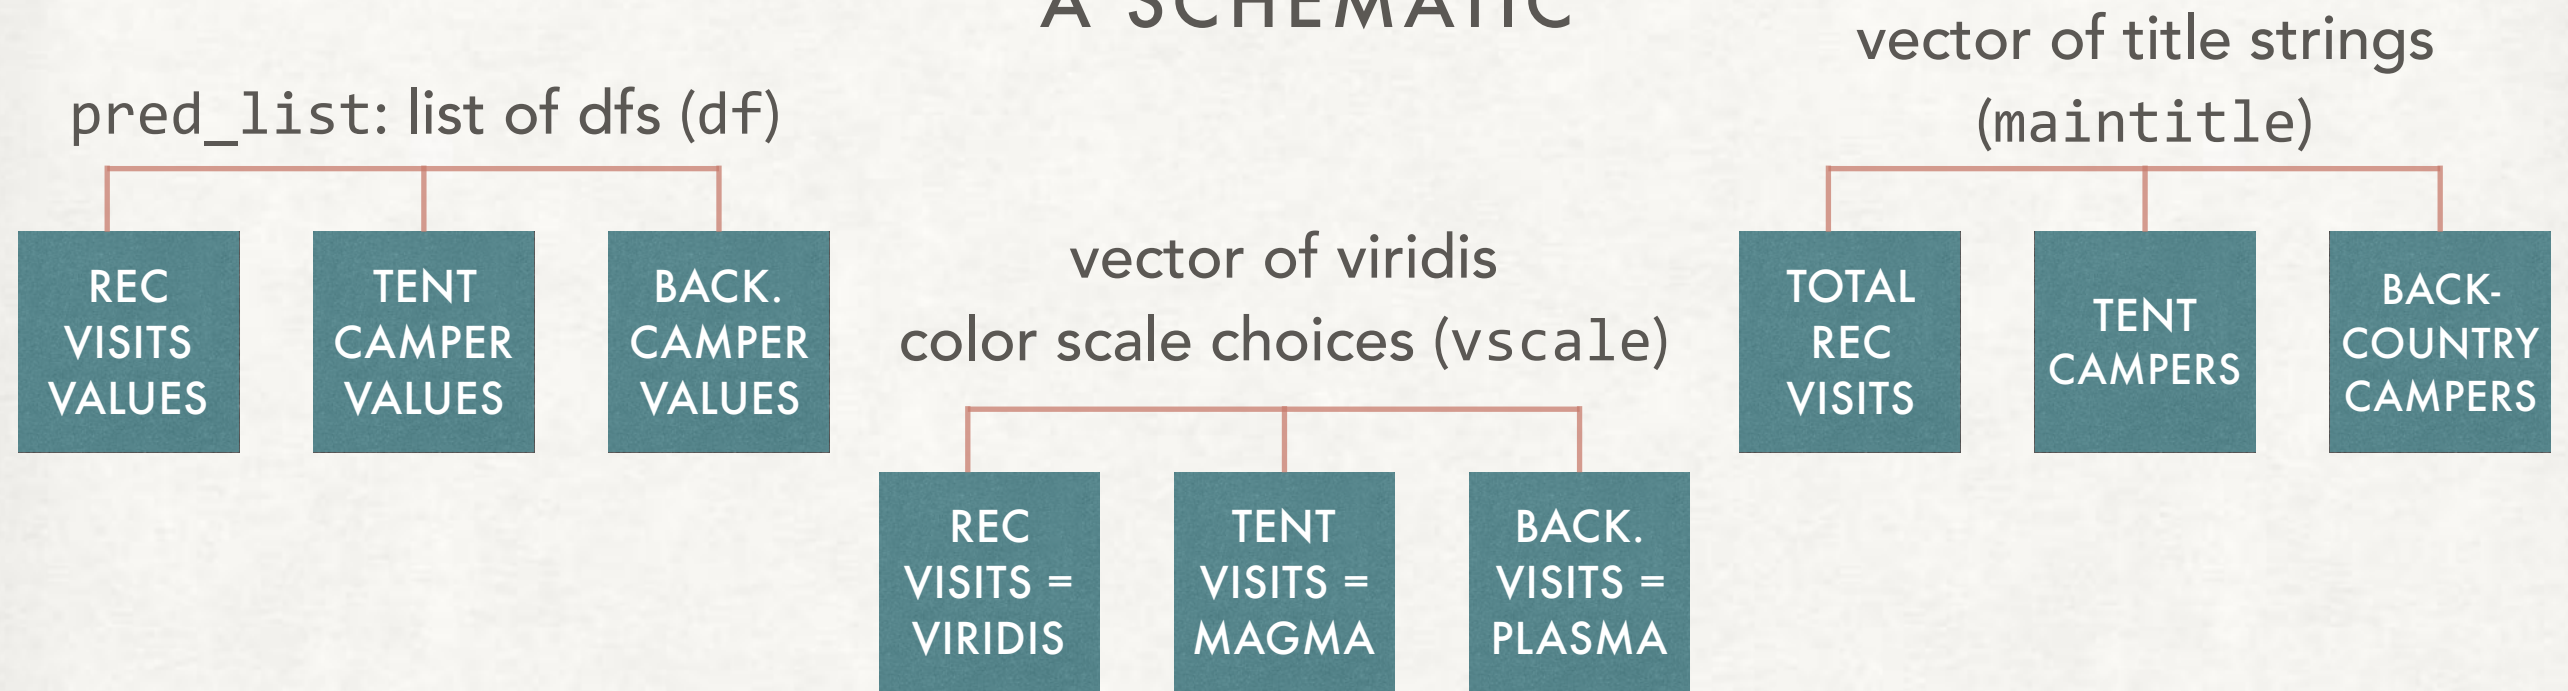 A SCHEMATIC
pred_list: list of dfs (df)
REC
VISITS
VALUES
TENT
CAMPER
VALUES
BACK.
CAMPER
VALUES
vector of viridis
color scale choices (vscale)
REC
VISITS =
VIRIDIS
TENT
VISITS =
MAGMA
BACK.
VISITS =
PLASMA
vector of title strings
(maintitle)
TOTAL
REC
VISITS
TENT
CAMPERS
BACK-
COUNTRY
CAMPERS